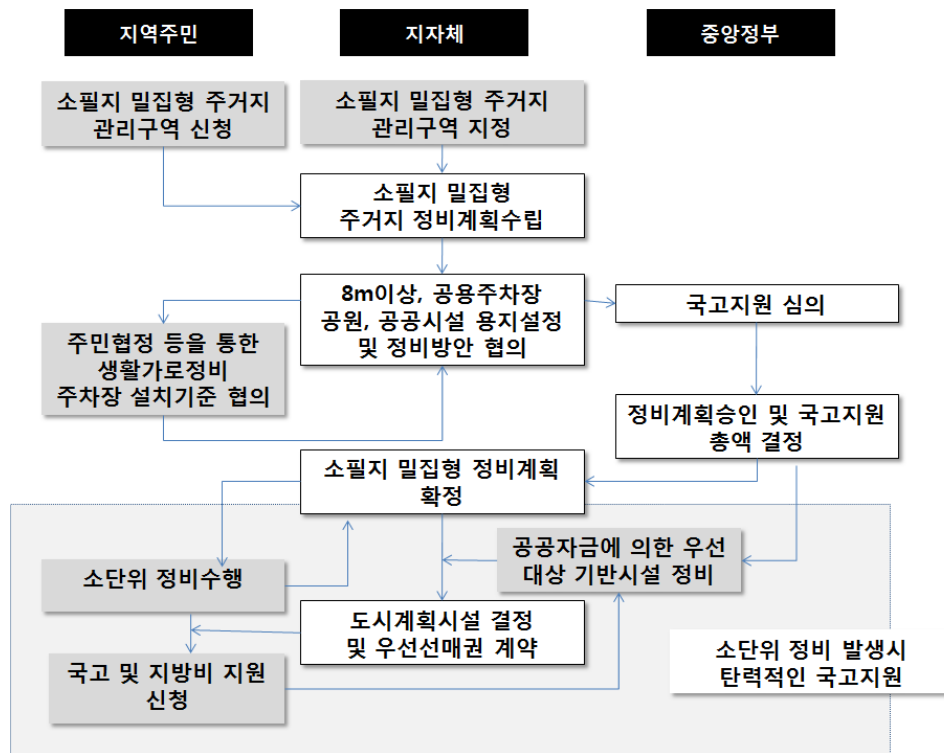 지역주민
지자체
중앙정부
소필지 밀집형 주거지
관리구역 신청
소필지 밀집형 주거지
관리구역 지정
소필지 밀집형
주거지 정비계획수립
8m이상, 공용주차장
공원, 공공시설 용지설정
및 정비방안 협의
국고지원 심의
주민협정 등을 통한
생활가로정비
주차장 설치기준 협의
정비계획승인 및 국고지원
총액 결정
소필지 밀집형 정비계획
확정
공공자금에 의한 우선
대상 기반시설 정비
소단위 정비수행
도시계획시설 결정
및 우선선매권 계약
국고 및 지방비 지원
신청
소단위 정비 발생시
탄력적인 국고지원